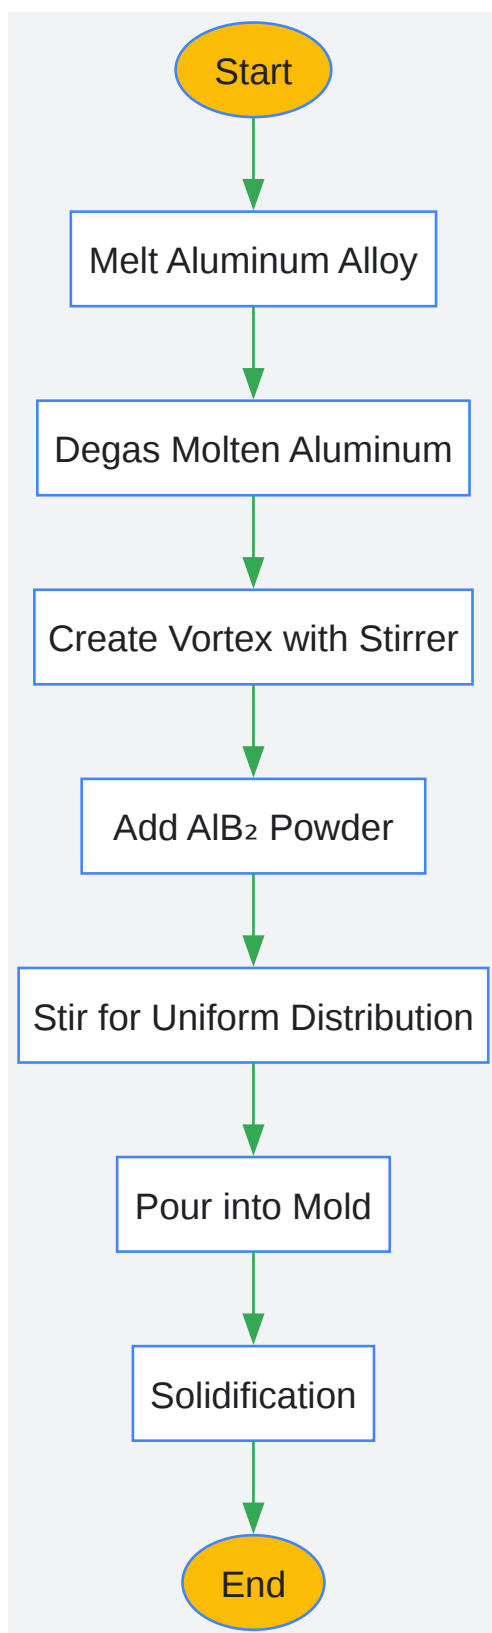 Start
Melt Aluminum Alloy
Degas Molten Aluminum
Create Vortex with Stirrer
Add AlB₂ Powder
Stir for Uniform Distribution
Pour into Mold
Solidification
End